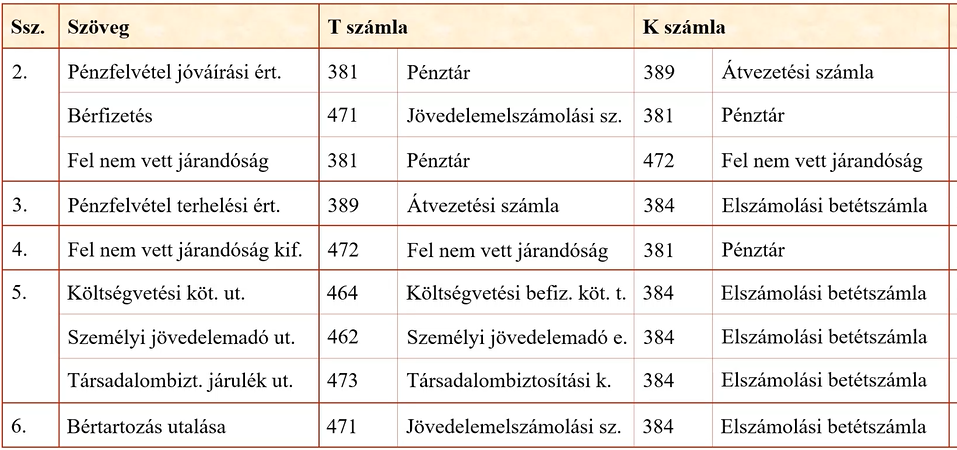 Ssz. Szöveg T számla K számla
2. Pénzfelvétel jóváírási ért. 381 Pénztár 389 Átvezetési számla
Bérfizetés 471 Jövedelemelszámolási sz. 381 Pénztár
Fel nem vett járandóság 381 Pénztár 472 Fel nem vett járandóság
3. Pénzfelvétel terhelési ért. 389 Átvezetési számla 384 Elszámolási betétszámla
4. Fel nem vett járandóság kif. 472 Fel nem vett járandóság 381 Pénztár
5. Költségvetési köt. ut. 464 Költségvetési befiz. köt. t. 384 Elszámolási betétszámla
Személyi jövedelemadó ut. 462 Személyi jövedelemadó e. 384 Elszámolási betétszámla
Társadalombizt. járulék ut. 473 Társadalombiztosítási k. 384 Elszámolási betétszámla
6. Bértartozás utalása 471 Jövedelemelszámolási sz. 384 Elszámolási betétszámla